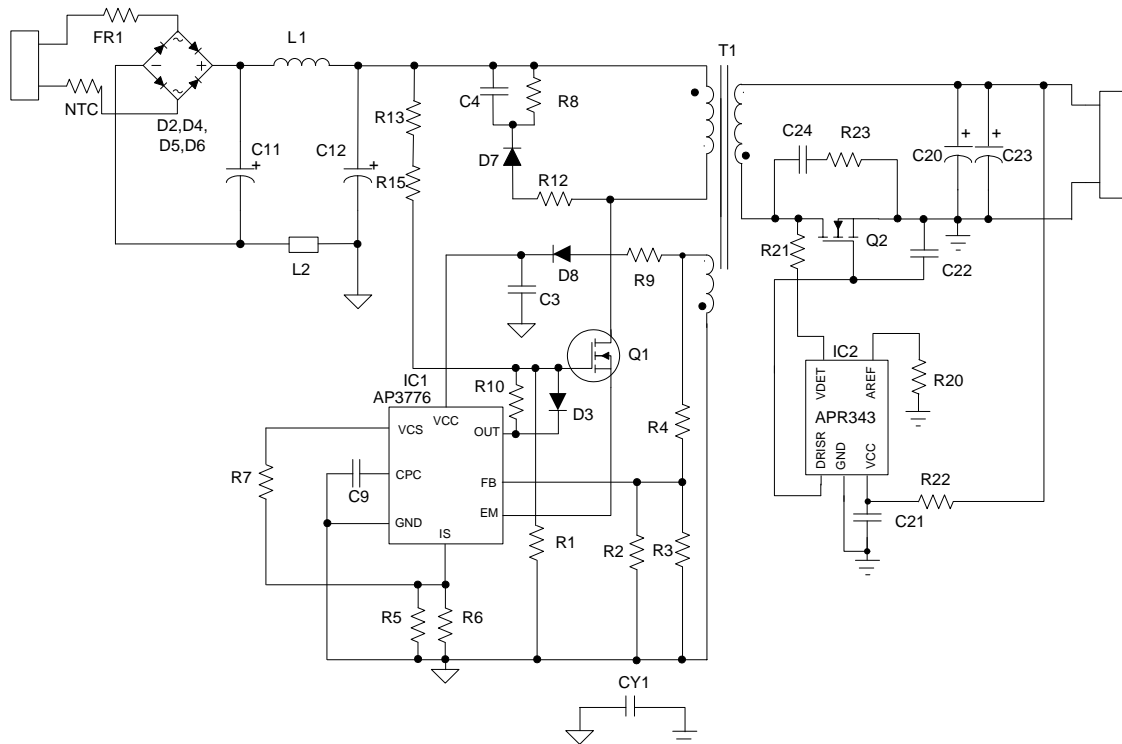 FR1
L1
T1
NTC
D2,D4,
D5,D6
C11
+
C12
+
L2
R13
R15
C4
R8
D7
R12
C24
R23
C20
+
C23
+
Q2
R21
C22
D8
R9
C3
Q1
IC1
AP3776
VCC
VCS
OUT
CPC
FB
GND
EM
IS
R10
D3
R4
R7
C9
R1
R2
R3
R5
R6
IC2
VDET
AREF
APR343
DRISR
GND
VCC
R20
R22
C21
CY1